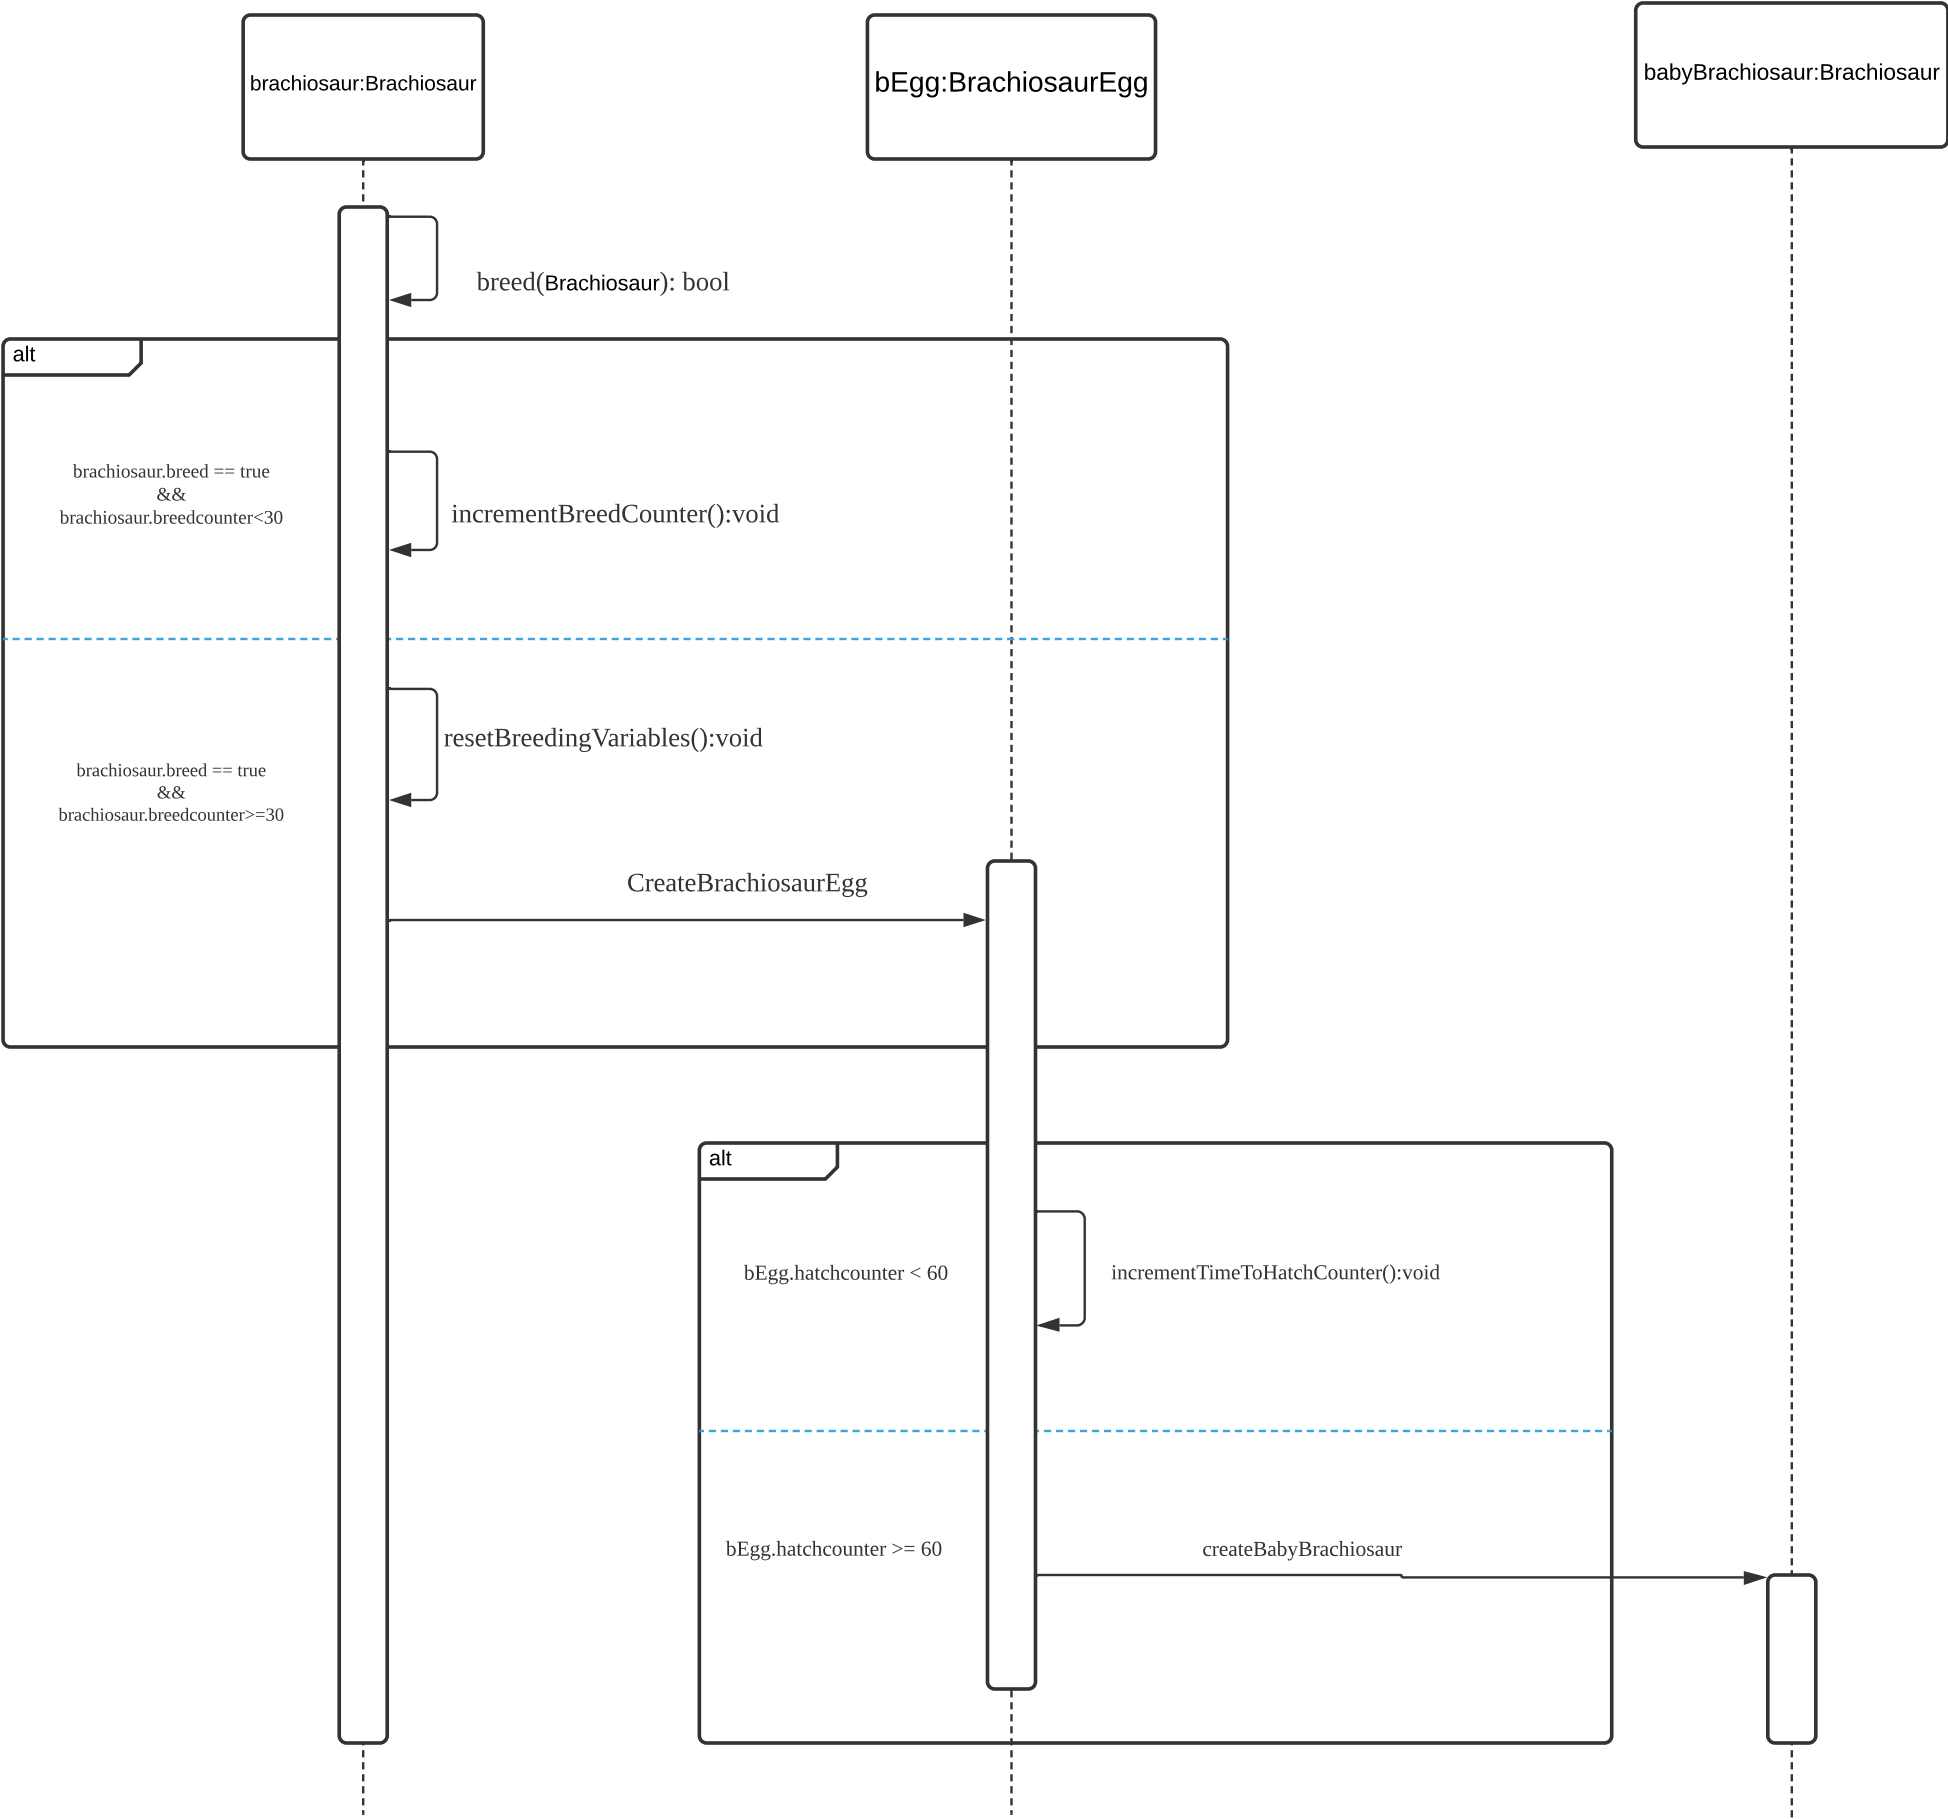 brachiosaur:Brachiosaur
bEgg:BrachiosaurEgg
babyBrachiosaur:Brachiosaur
breed(Brachiosaur): bool
alt
brachiosaur.breed == true
&&
brachiosaur.breedcounter<30
incrementBreedCounter():void
resetBreedingVariables():void
brachiosaur.breed == true
&&
brachiosaur.breedcounter>=30
CreateBrachiosaurEgg
alt
bEgg.hatchcounter < 60
incrementTimeToHatchCounter():void
bEgg.hatchcounter >= 60
createBabyBrachiosaur